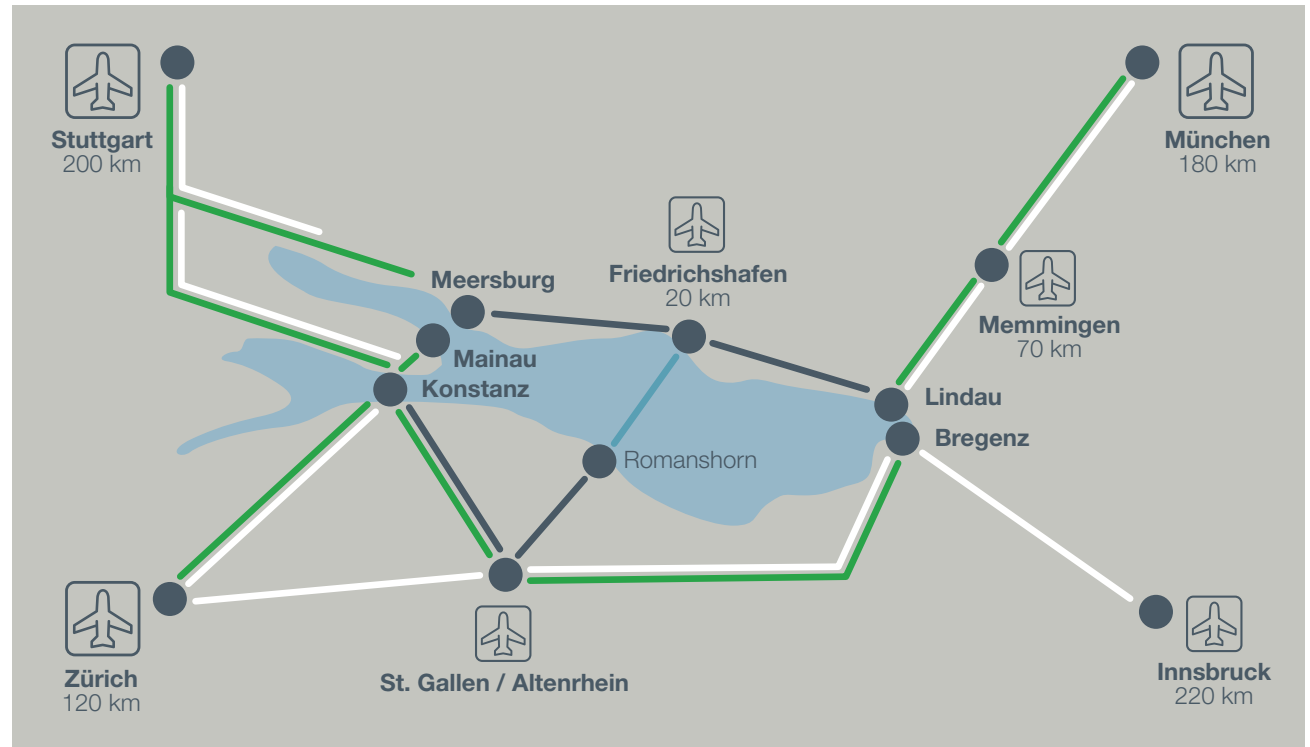 Stuttgart
200 km
München
180 km
Friedrichshafen
20 km
Meersburg
Memmingen
70 km
Mainau
Konstanz
Lindau
Bregenz
Romanshorn
Zürich
120 km
St. Gallen / Altenrhein
Innsbruck
220 km